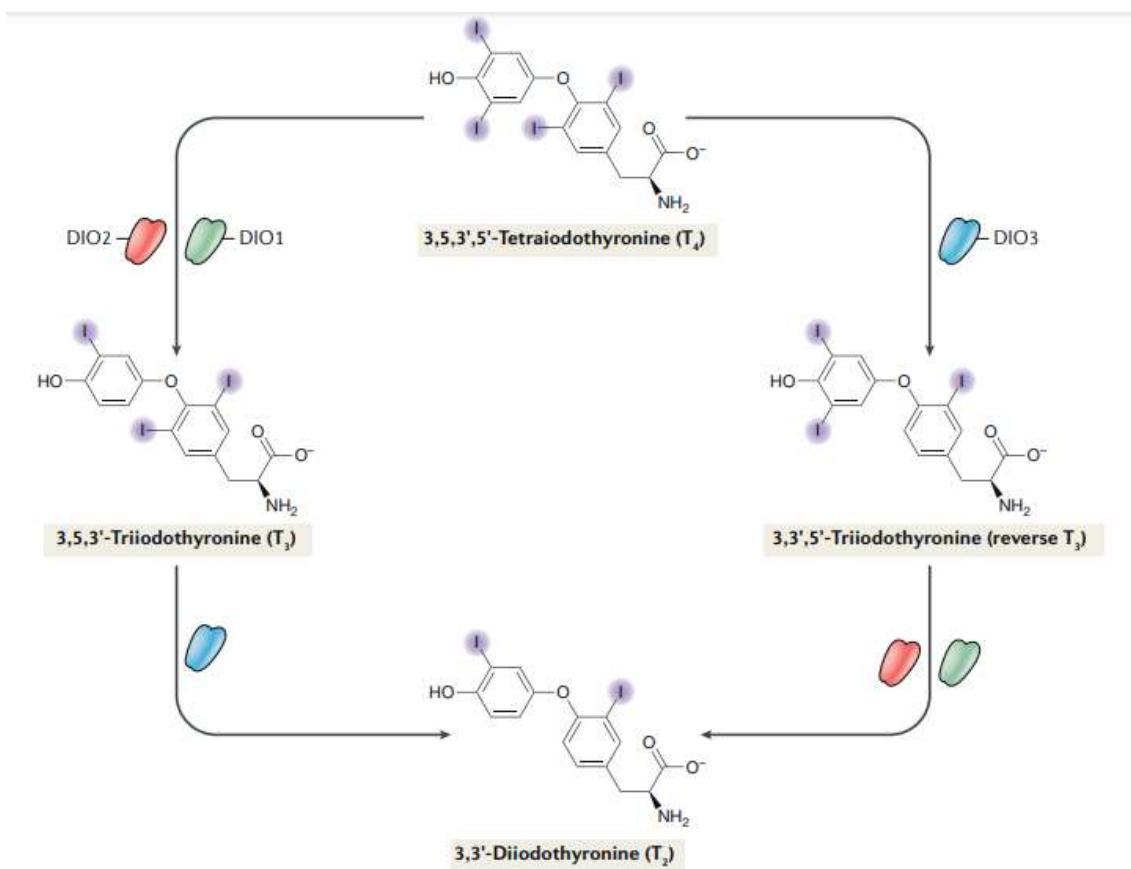 I
HO
O
I
I
I
O
O⁻
NH₂
3,5,3',5'-Tetraiodothyronine (T₄)
DIO2
DIO1
DIO3
I
HO
O
I
I
O
O⁻
NH₂
3,5,3'-Triiodothyronine (T₃)
I
HO
O
I
I
O
O⁻
NH₂
3,3',5'-Triiodothyronine (reverse T₃)
I
HO
O
I
O
O⁻
NH₂
3,3'-Diiodothyronine (T₂)